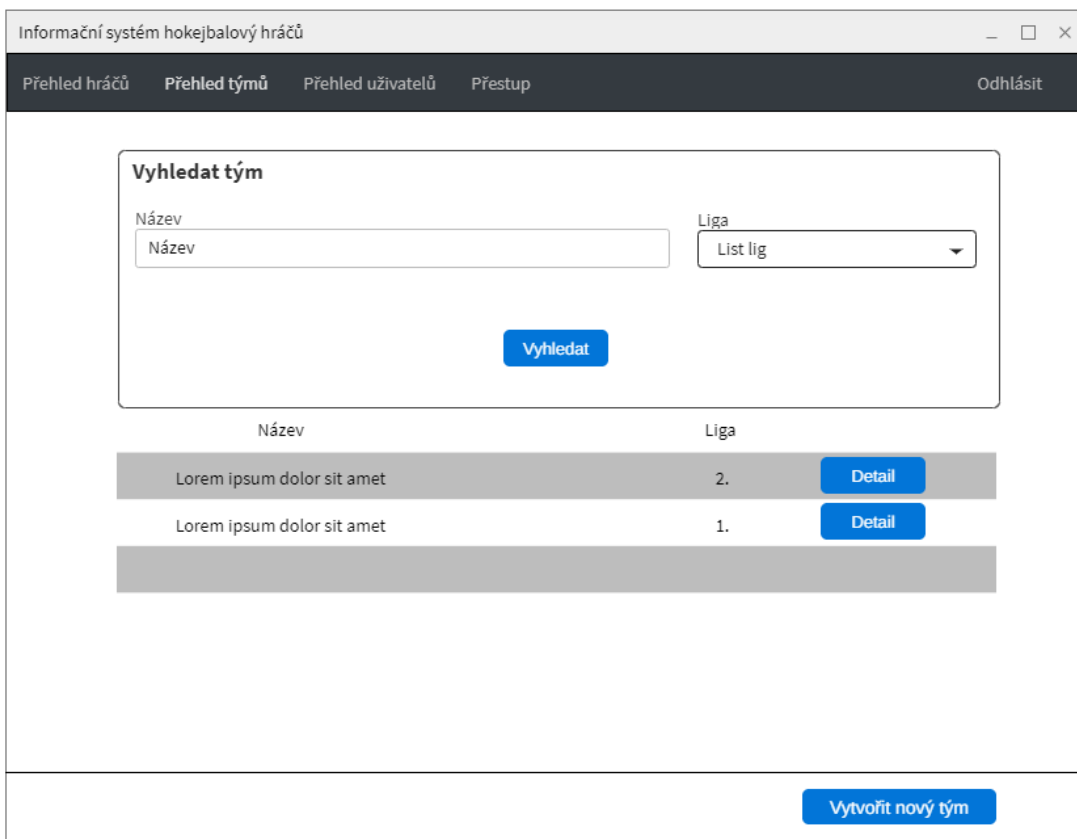 Informační systém hokejbalový hráčů
Přehled hráčů Přehled týmů Přehled uživatelů Přestup Odhlásit
Vyhledat tým
Název Liga
Název List lig
Vyhledat
Název Liga
Lorem ipsum dolor sit amet 2. Detail
Lorem ipsum dolor sit amet 1. Detail
Vytvořit nový tým